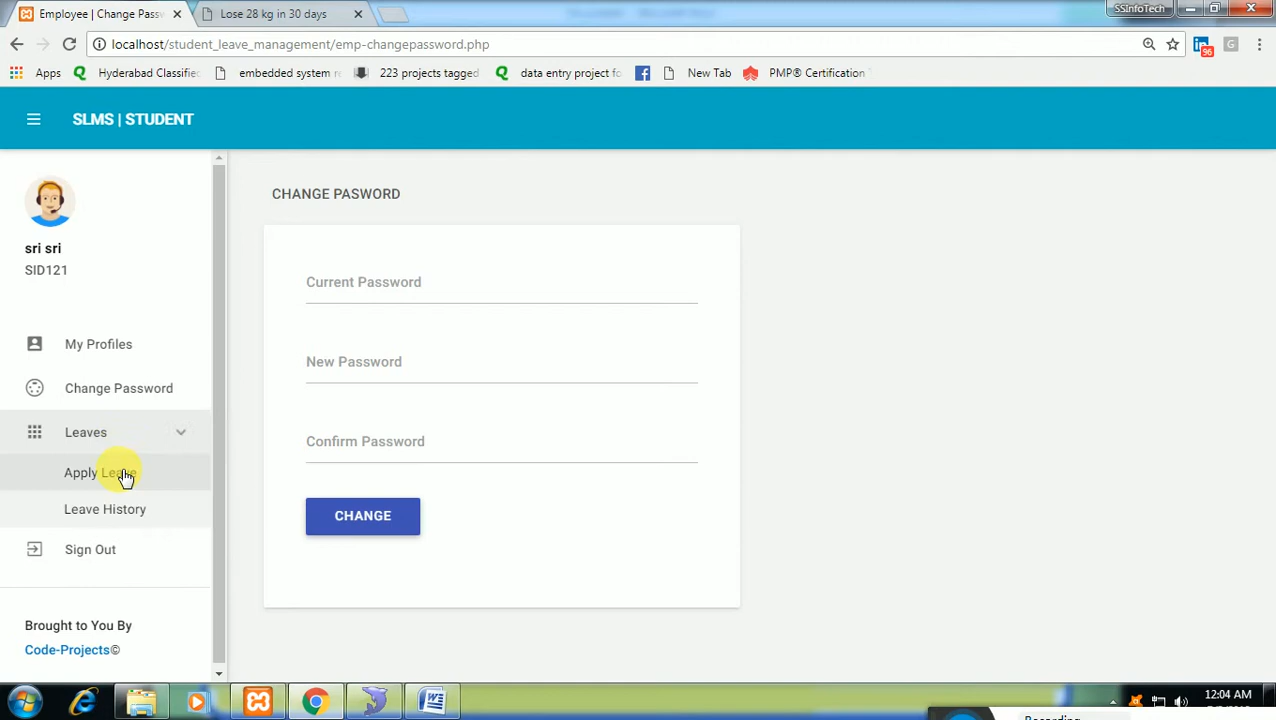 Employee | Change Passw
Lose 28 kg in 30 days
SSInfoTech
localhost/student_leave_management/emp-changepassword.php
in
96
G
Apps
Hyderabad Classifie
embedded system re
223 projects tagged
data entry project fo
New Tab
PMP® Certification
SLMS | STUDENT
sri sri
SID121
My Profiles
Change Password
Leaves
Apply Leave
Leave History
Sign Out
Brought to You By
Code-Projects©
CHANGE PASWORD
Current Password
New Password
Confirm Password
CHANGE
12:04 AM